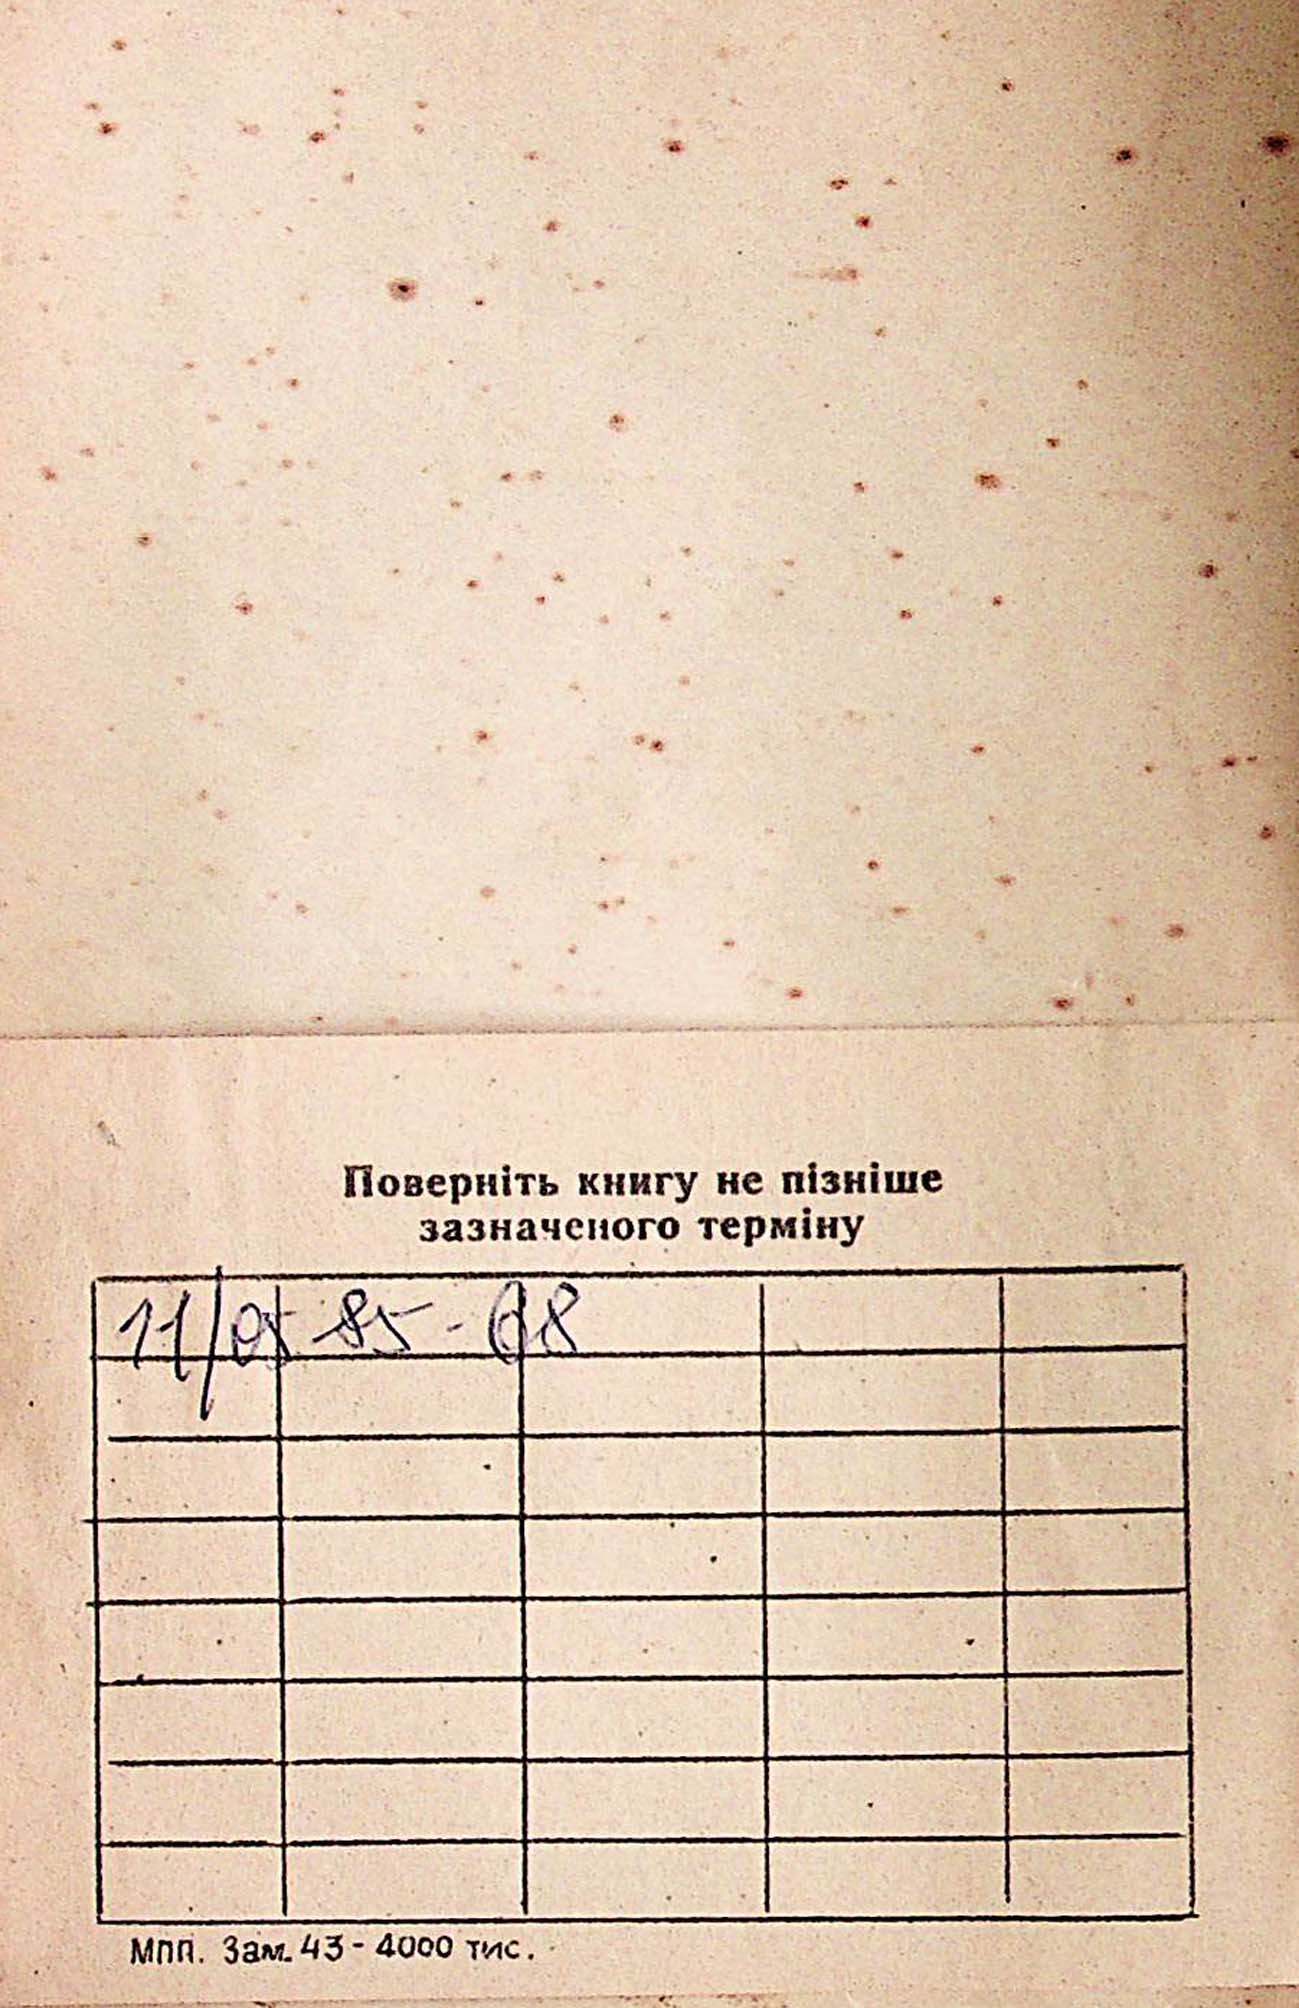 Поверніть книгу не пізніше
зазначеного терміну
11/05 85 - 68
МПП. Зам. 43 - 4000 тис.